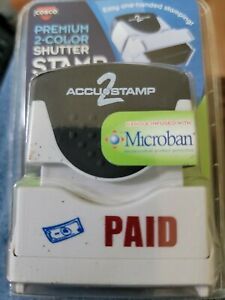 COSCO
PREMIUM
2-COLOR
SHUTTER
STAMP
Easy one-handed stamping!
2
ACCU STAMP
Microban
PAID